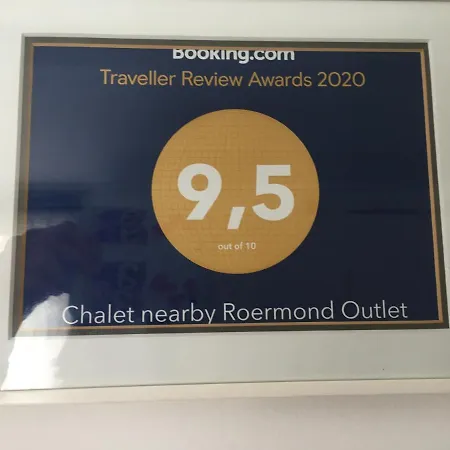 Booking.com
Traveller Review Awards 2020
9,5
out of 10
Chalet nearby Roermond Outlet